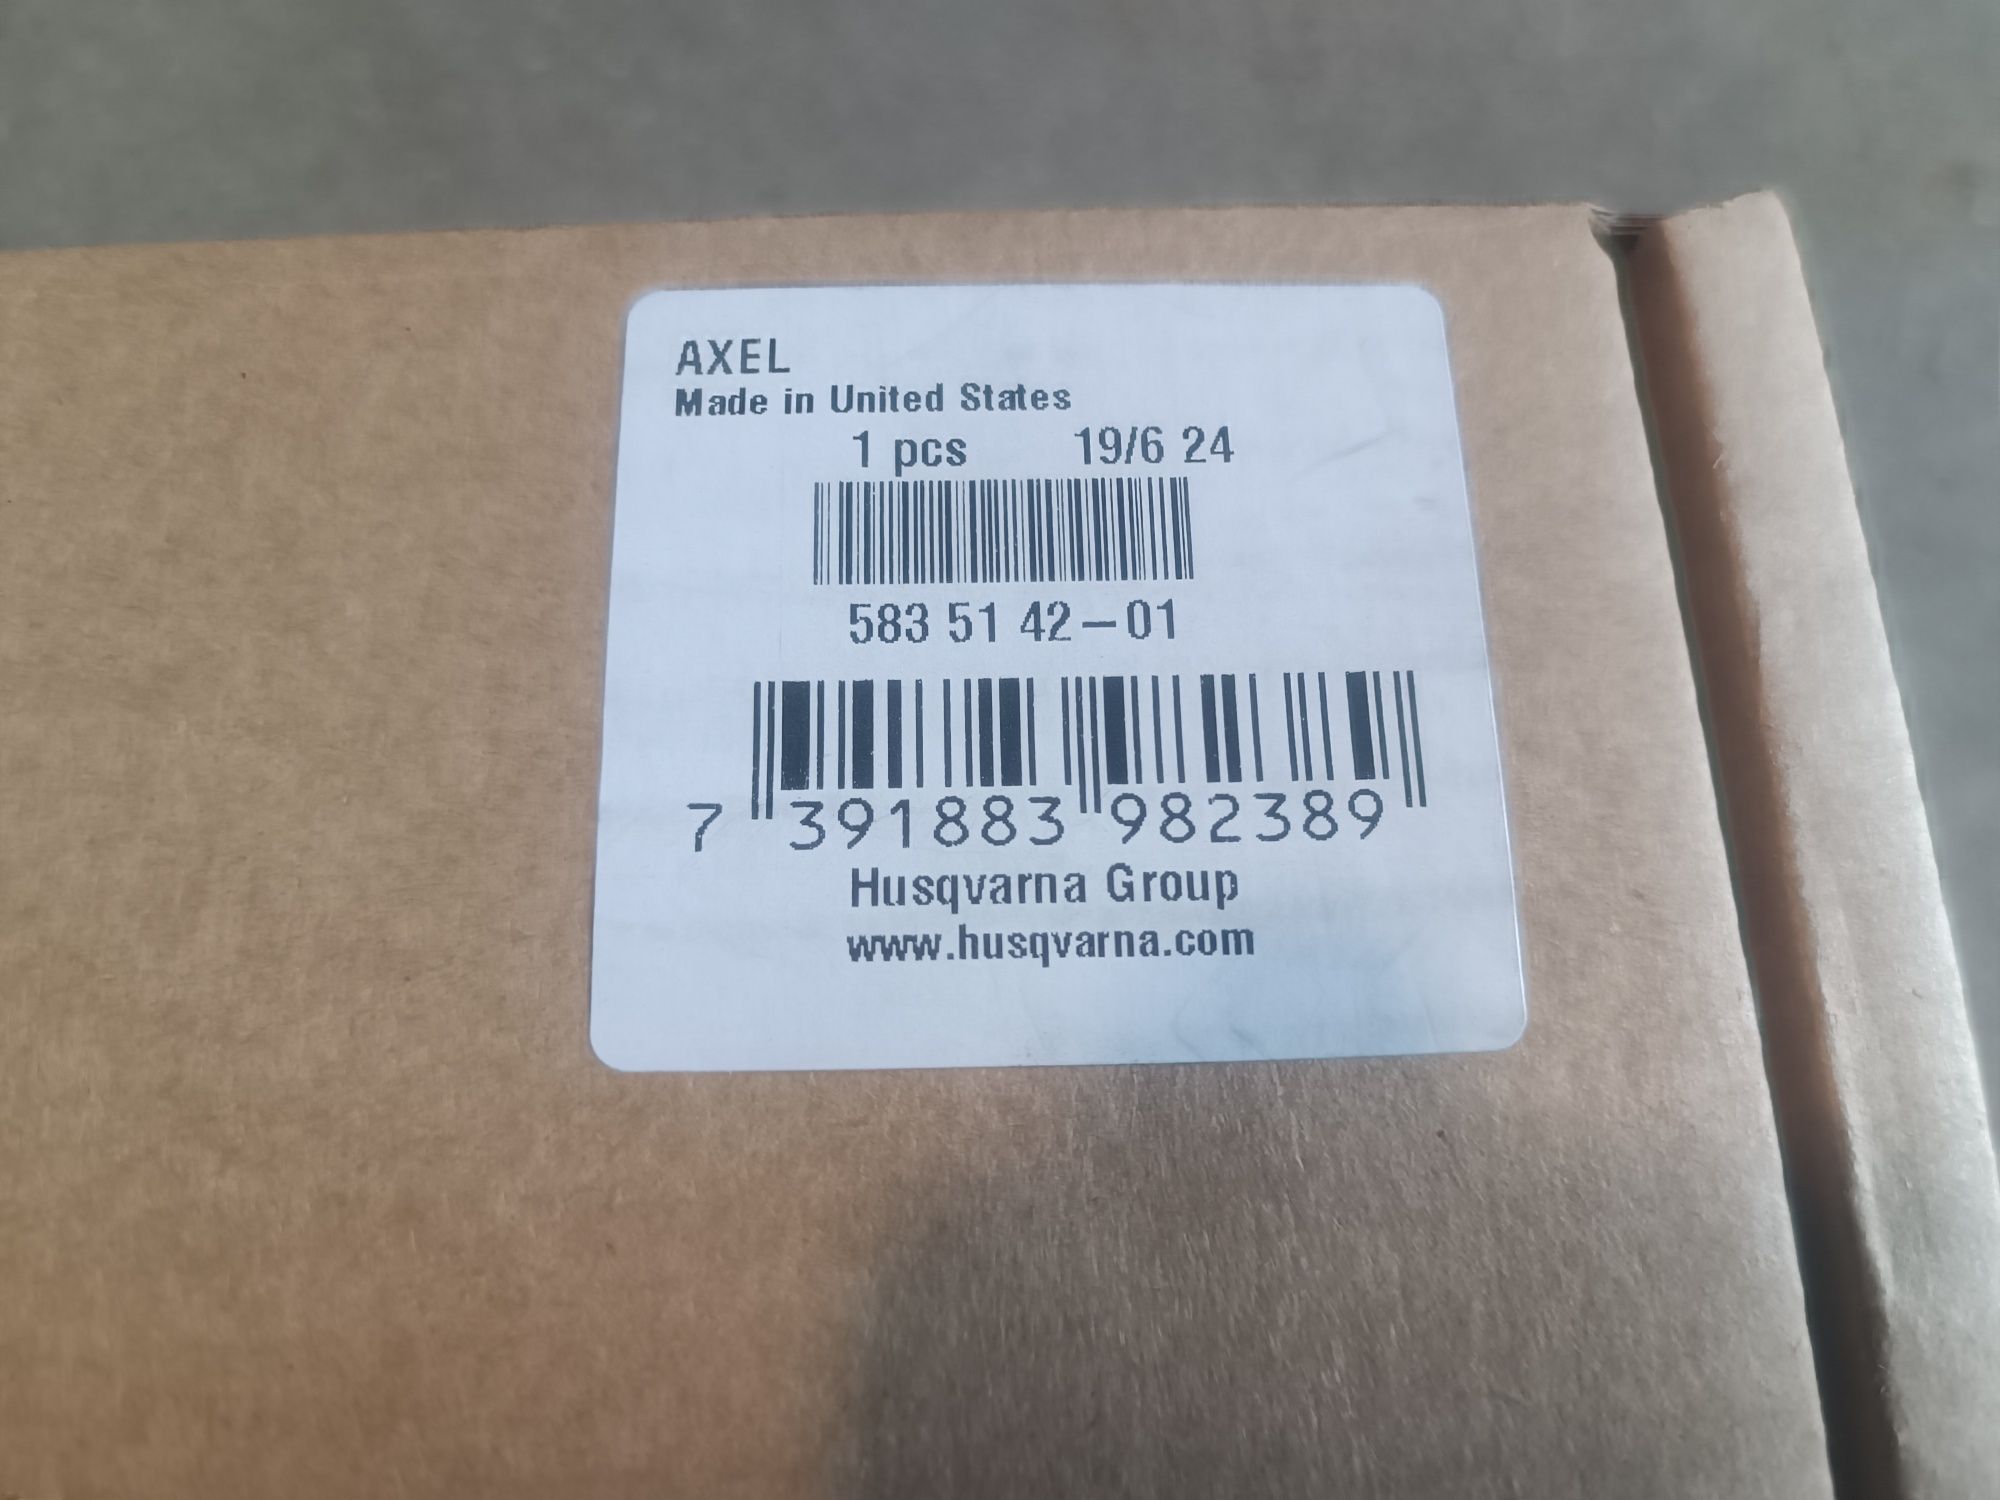 AXEL
Made in United States
1 pcs 19/6 24
583 51 42-01
7 391883 982389
Husqvarna Group
www.husqvarna.com